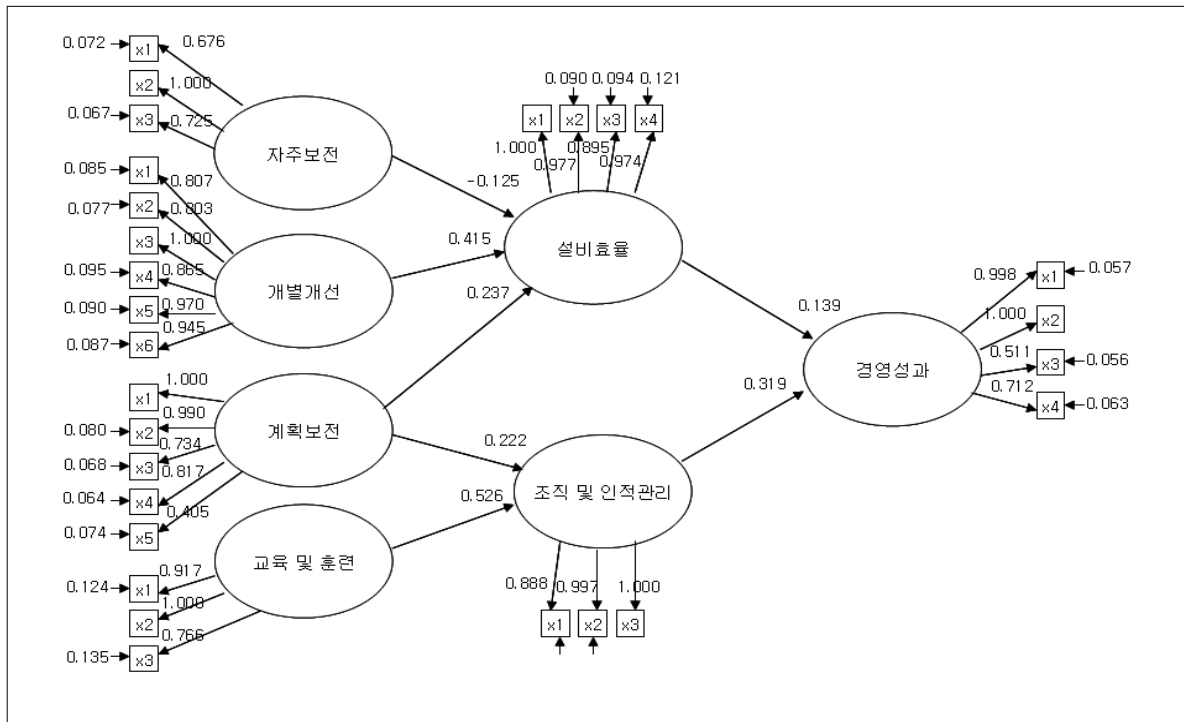 0.072
x1
0.676
x2
1.000
0.067
x3
0.725
자주보전
0.085
x1
0.807
0.077
x2
0.803
x3
1.000
0.095
x4
0.865
0.090
x5
0.970
0.087
x6
0.945
개별개선
x1
1.000
0.080
x2
0.990
0.068
x3
0.734
0.064
x4
0.817
0.074
x5
0.405
계획보전
0.124
x1
0.917
x2
1.000
0.135
x3
0.766
교육 및 훈련
-0.125
0.415
0.237
0.222
0.526
0.090
0.094
0.121
x1
x2
x3
x4
1.000
0.977
0.895
0.974
설비효율
조직 및 인적관리
0.888
0.997
1.000
x1
x2
x3
0.139
0.319
경영성과
0.998
x1
0.057
1.000
x2
0.511
x3
0.056
0.712
x4
0.063